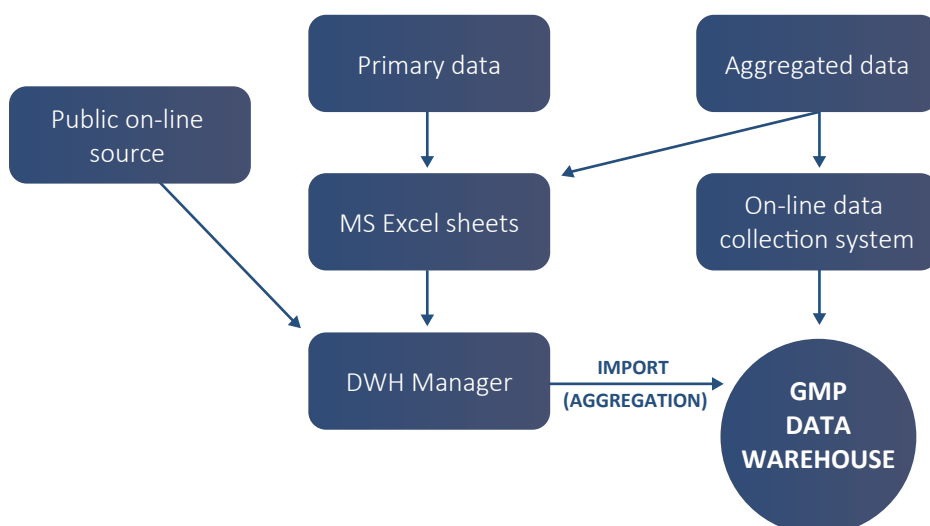 Primary data
Aggregated data
Public on-line
source
MS Excel sheets
On-line data
collection system
DWH Manager
IMPORT
(AGGREGATION)
GMP
DATA
WAREHOUSE